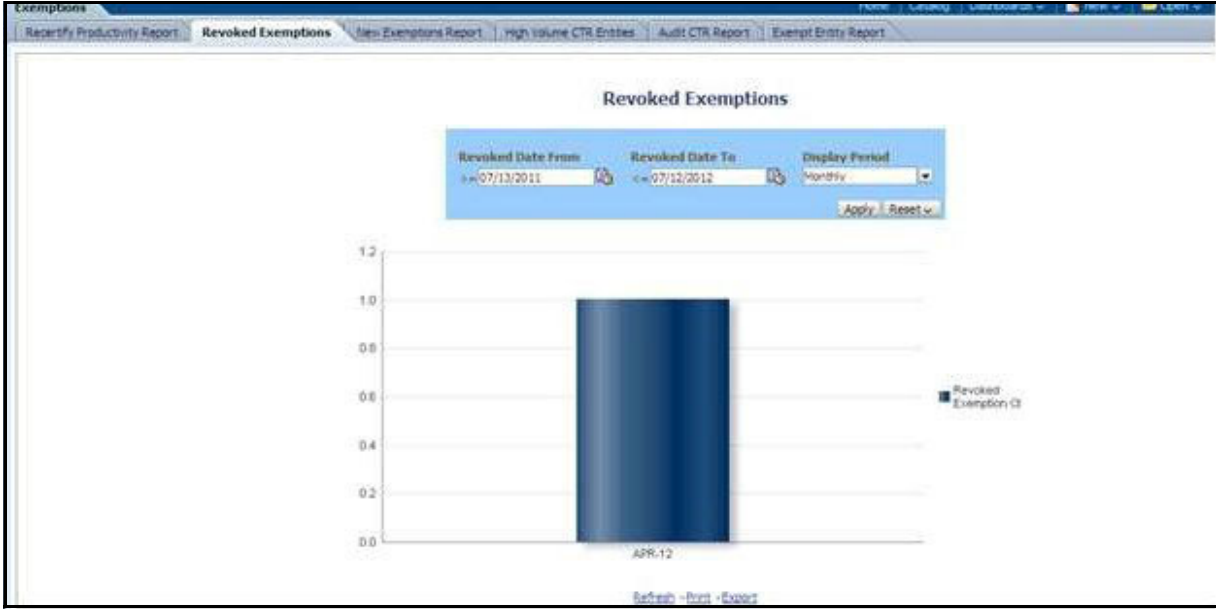 Exemptions
Home Catalog Dashboards New Open
Recertify Productivity Report Revoked Exemptions New Exemptions Report High Volume CTR Entities Audit CTR Report Exempt Entity Report
Revoked Exemptions
Revoked Date From Revoked Date To Display Period
>=07/13/2011 <=07/12/2012 Monthly
Apply Reset
1.2
1.0
0.8
0.6
0.4
0.2
0.0
Revoked
Exemption Ct
APR-12
Refresh - Print - Export